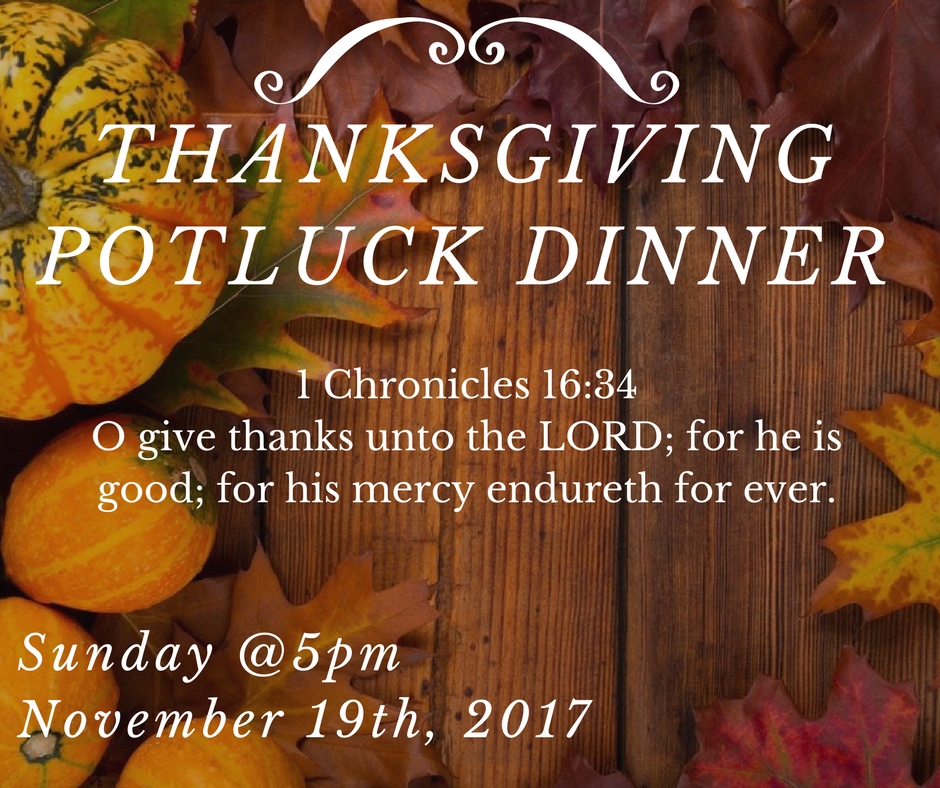 THANKSGIVING
POTLUCK DINNER
1 Chronicles 16:34
O give thanks unto the LORD; for he is
good; for his mercy endureth for ever.
Sunday @5pm
November 19th, 2017